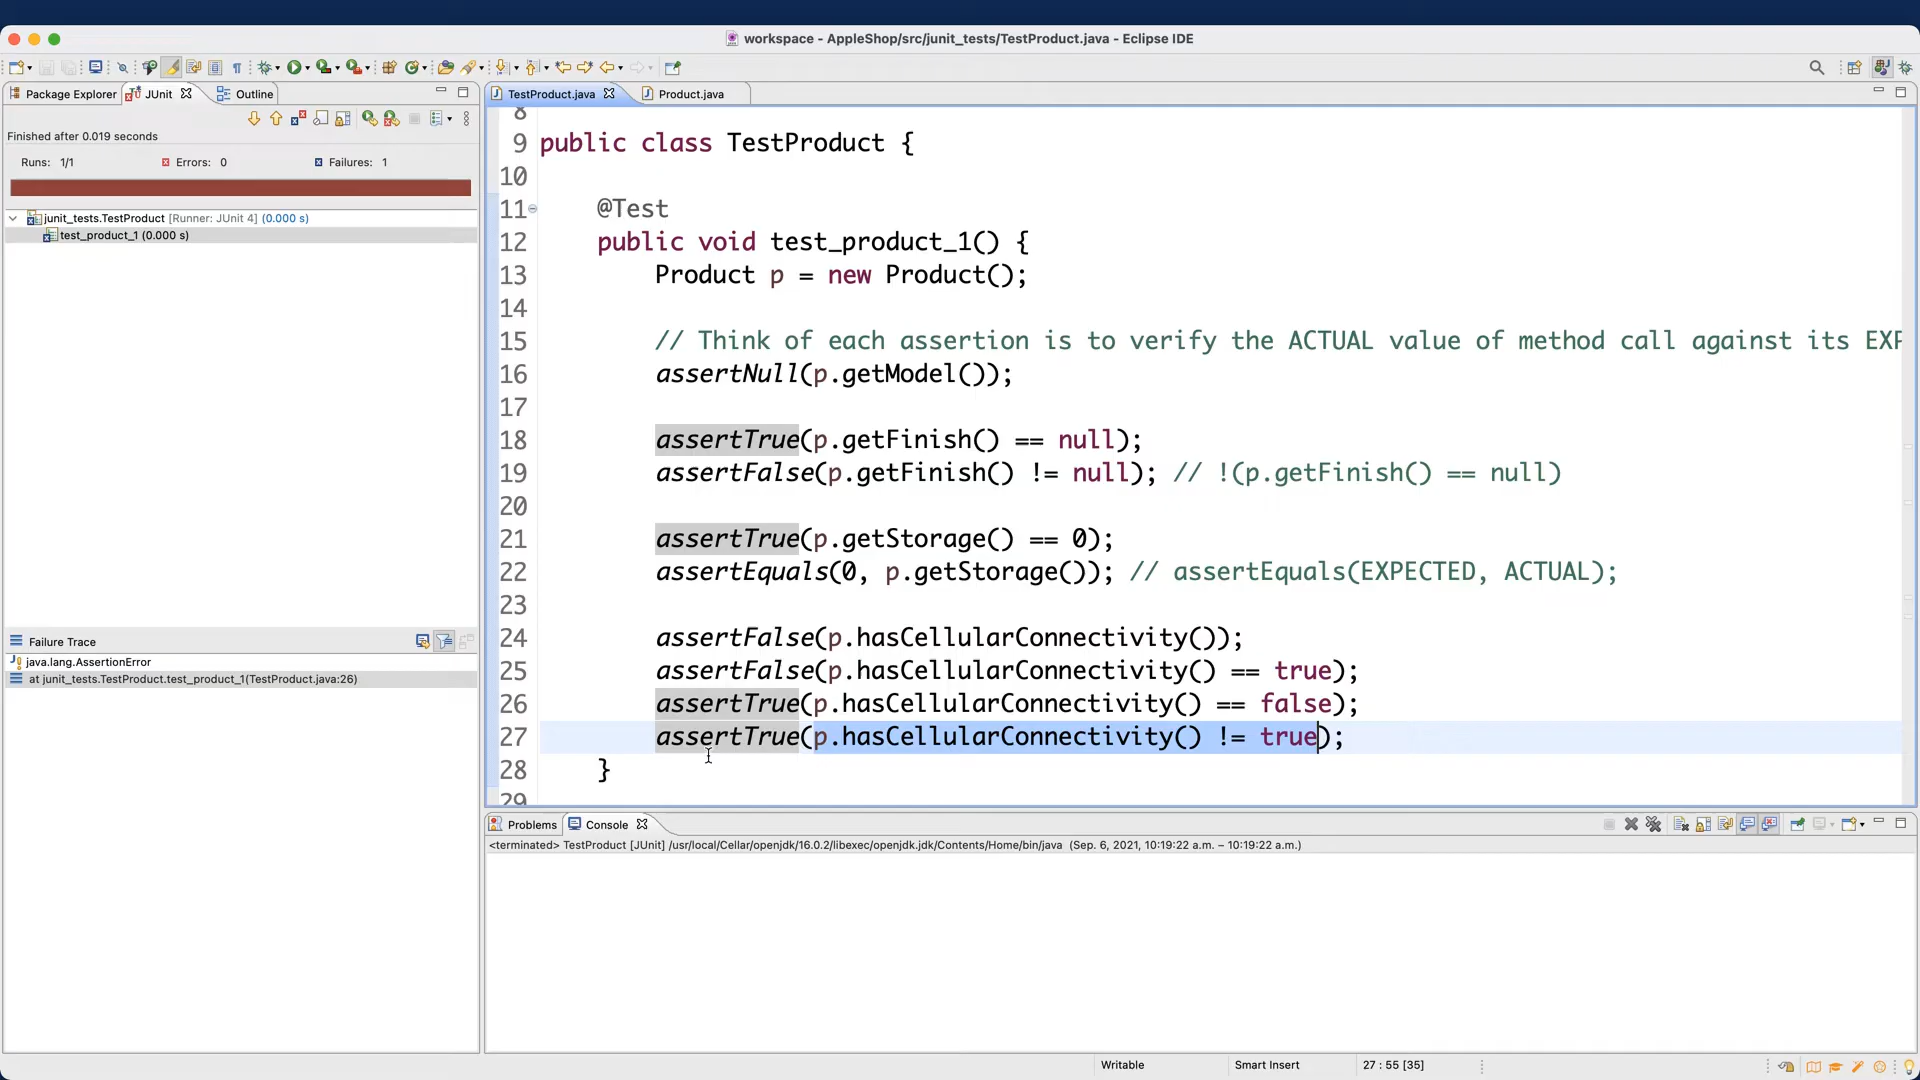 workspace - AppleShop/src/junit_tests/TestProduct.java - Eclipse IDE
Package Explorer
JUnit
Outline
Finished after 0.019 seconds
Runs: 1/1
Errors: 0
Failures: 1
junit_tests.TestProduct [Runner: JUnit 4] (0.000 s)
test_product_1 (0.000 s)
Failure Trace
java.lang.AssertionError
at junit_tests.TestProduct.test_product_1(TestProduct.java:26)
TestProduct.java
Product.java
8
9 public class TestProduct {
10
11 @Test
12 public void test_product_1() {
13 Product p = new Product();
14
15 // Think of each assertion is to verify the ACTUAL value of method call against its EXP
16 assertNull(p.getModel());
17
18 assertTrue(p.getFinish() == null);
19 assertFalse(p.getFinish() != null); // !(p.getFinish() == null)
20
21 assertTrue(p.getStorage() == 0);
22 assertEquals(0, p.getStorage()); // assertEquals(EXPECTED, ACTUAL);
23
24 assertFalse(p.hasCellularConnectivity());
25 assertFalse(p.hasCellularConnectivity() == true);
26 assertTrue(p.hasCellularConnectivity() == false);
27 assertTrue(p.hasCellularConnectivity() != true);
28 }
29
Problems
Console
<terminated> TestProduct [JUnit] /usr/local/Cellar/openjdk/16.0.2/libexec/openjdk.jdk/Contents/Home/bin/java (Sep. 6, 2021, 10:19:22 a.m. – 10:19:22 a.m.)
Writable
Smart Insert
27 : 55 [35]